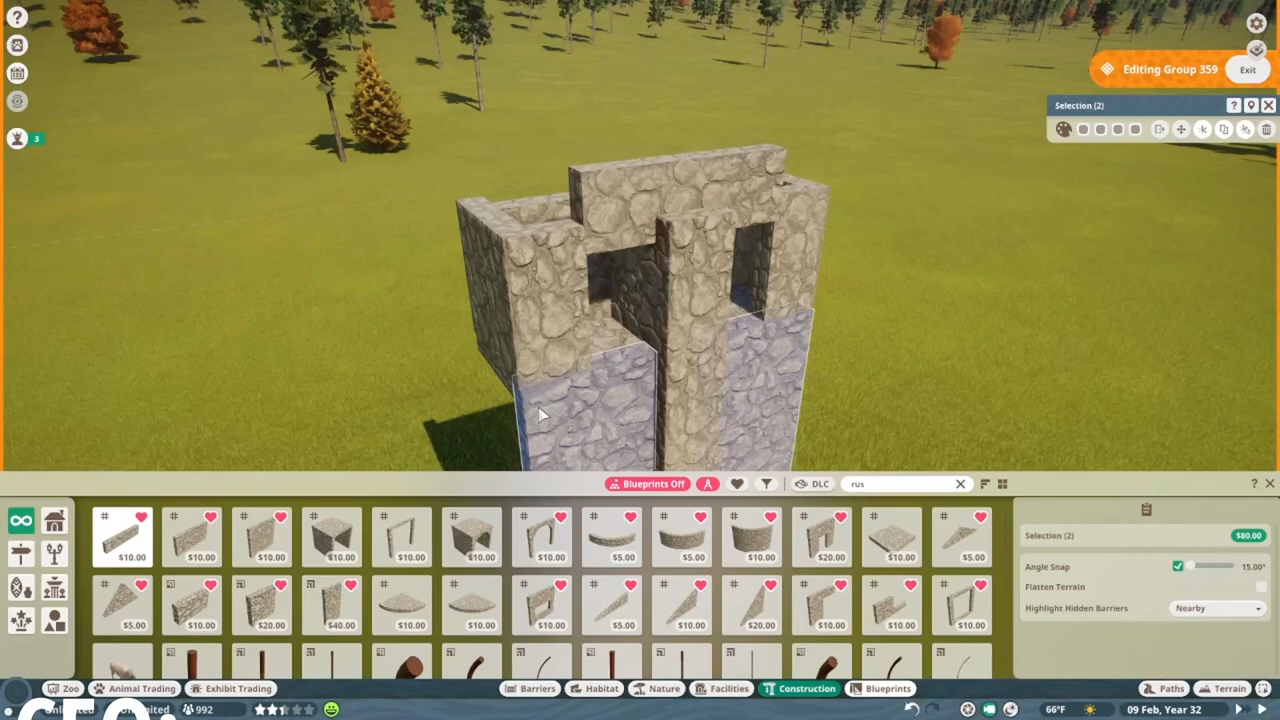 ?
Editing Group 359 Exit
Selection (2) ?
3
Blueprints Off DLC rus ?
$10.00 $10.00 $10.00 $10.00 $10.00 $10.00 $10.00 $5.00 $5.00 $10.00 $20.00 $10.00 $5.00
Selection (2) $80.00
Angle Snap 15.00°
Flatten Terrain
Highlight Hidden Barriers Nearby
$5.00 $10.00 $20.00 $40.00 $10.00 $10.00 $10.00 $5.00 $10.00 $20.00 $10.00 $10.00 $10.00
Zoo Animal Trading Exhibit Trading Barriers Habitat Nature Facilities Construction Blueprints Paths Terrain
992 66°F 09 Feb, Year 32